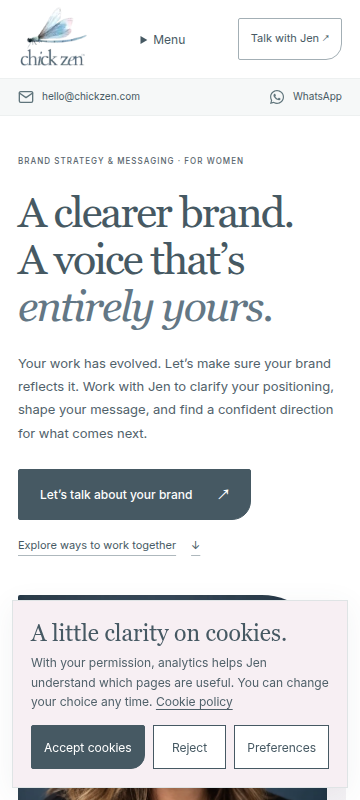 chick zen
▶ Menu
Talk with Jen ↗
hello@chickzen.com
WhatsApp
BRAND STRATEGY & MESSAGING · FOR WOMEN
A clearer brand.
A voice that’s
entirely yours.
Your work has evolved. Let’s make sure your brand
reflects it. Work with Jen to clarify your positioning,
shape your message, and find a confident direction
for what comes next.
Let’s talk about your brand ↗
Explore ways to work together ↓
A little clarity on cookies.
With your permission, analytics helps Jen
understand which pages are useful. You can change
your choice any time. Cookie policy
Accept cookies
Reject
Preferences